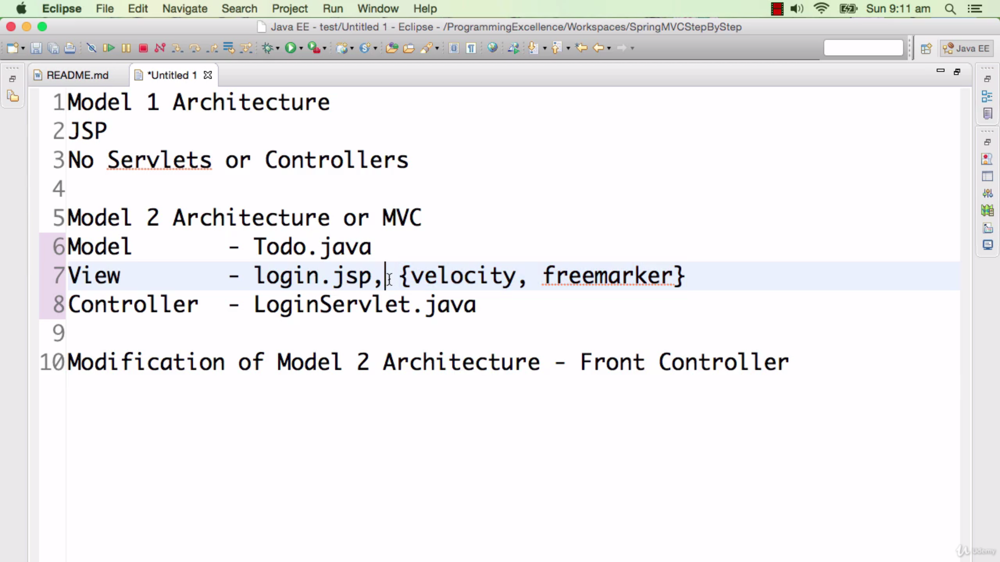 Eclipse File Edit Navigate Search Project Run Window Help Sun 9:11 am
Java EE - test/Untitled 1 - Eclipse - /ProgrammingExcellence/Workspaces/SpringMVCStepByStep
Java EE
README.md *Untitled 1
1 Model 1 Architecture
2 JSP
3 No Servlets or Controllers
4
5 Model 2 Architecture or MVC
6 Model - Todo.java
7 View - login.jsp, {velocity, freemarker}
8 Controller - LoginServlet.java
9
10 Modification of Model 2 Architecture - Front Controller
Udemy